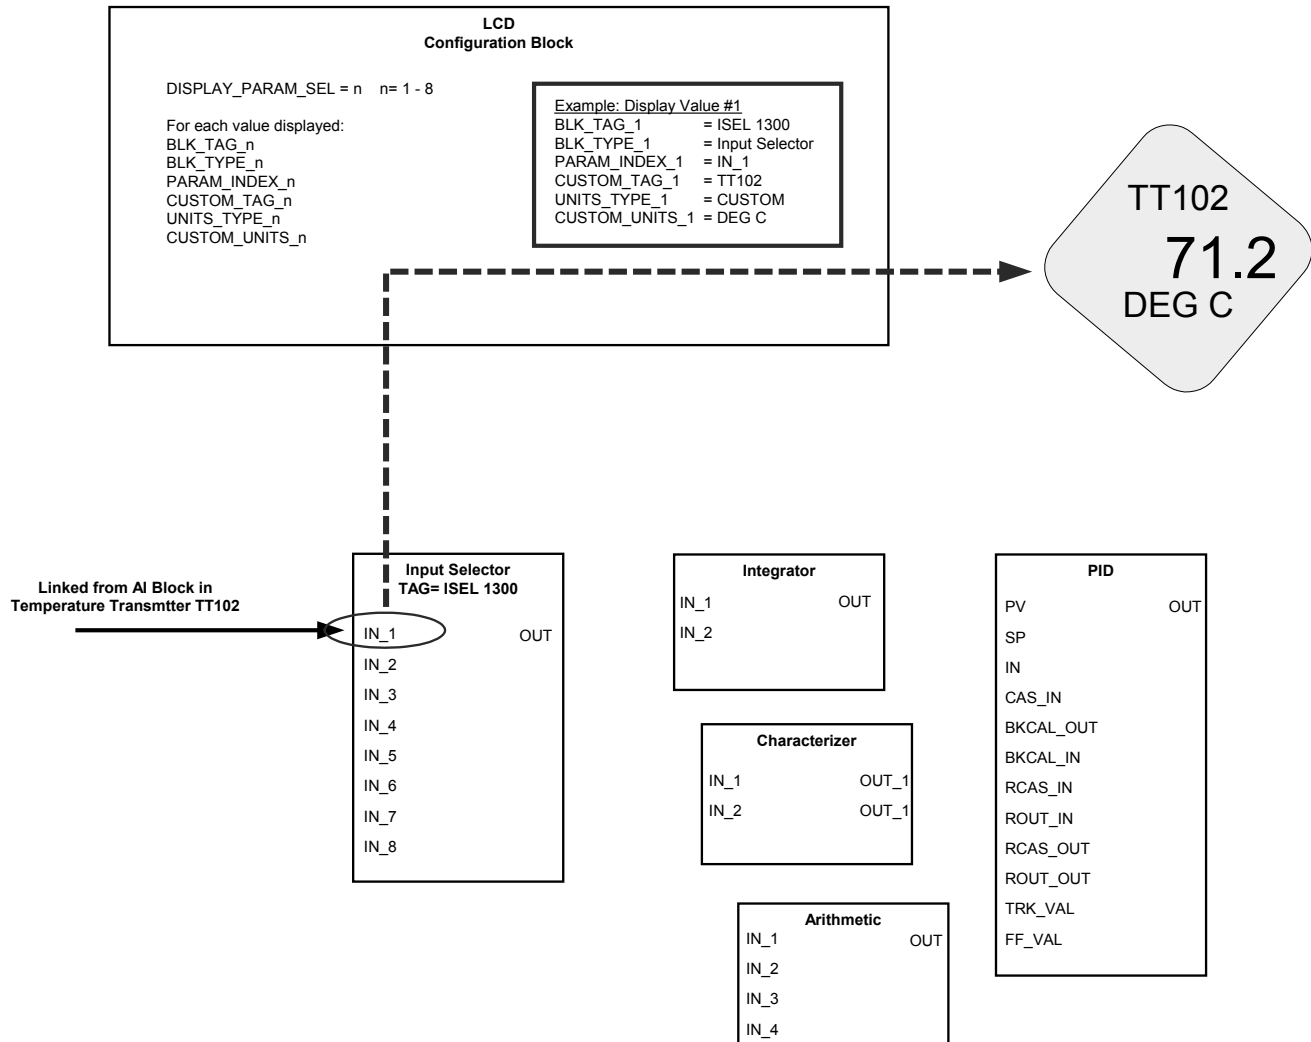 LCD
Configuration Block
DISPLAY_PARAM_SEL = n n= 1 - 8
For each value displayed:
BLK_TAG_n
BLK_TYPE_n
PARAM_INDEX_n
CUSTOM_TAG_n
UNITS_TYPE_n
CUSTOM_UNITS_n
Example: Display Value #1
BLK_TAG_1 = ISEL 1300
BLK_TYPE_1 = Input Selector
PARAM_INDEX_1 = IN_1
CUSTOM_TAG_1 = TT102
UNITS_TYPE_1 = CUSTOM
CUSTOM_UNITS_1 = DEG C
TT102
71.2
DEG C
Linked from AI Block in
Temperature Transmtter TT102
Input Selector
TAG= ISEL 1300
IN_1 OUT
IN_2
IN_3
IN_4
IN_5
IN_6
IN_7
IN_8
Integrator
IN_1 OUT
IN_2
Characterizer
IN_1 OUT_1
IN_2 OUT_1
Arithmetic
IN_1 OUT
IN_2
IN_3
IN_4
PID
PV OUT
SP
IN
CAS_IN
BKCAL_OUT
BKCAL_IN
RCAS_IN
ROUT_IN
RCAS_OUT
ROUT_OUT
TRK_VAL
FF_VAL